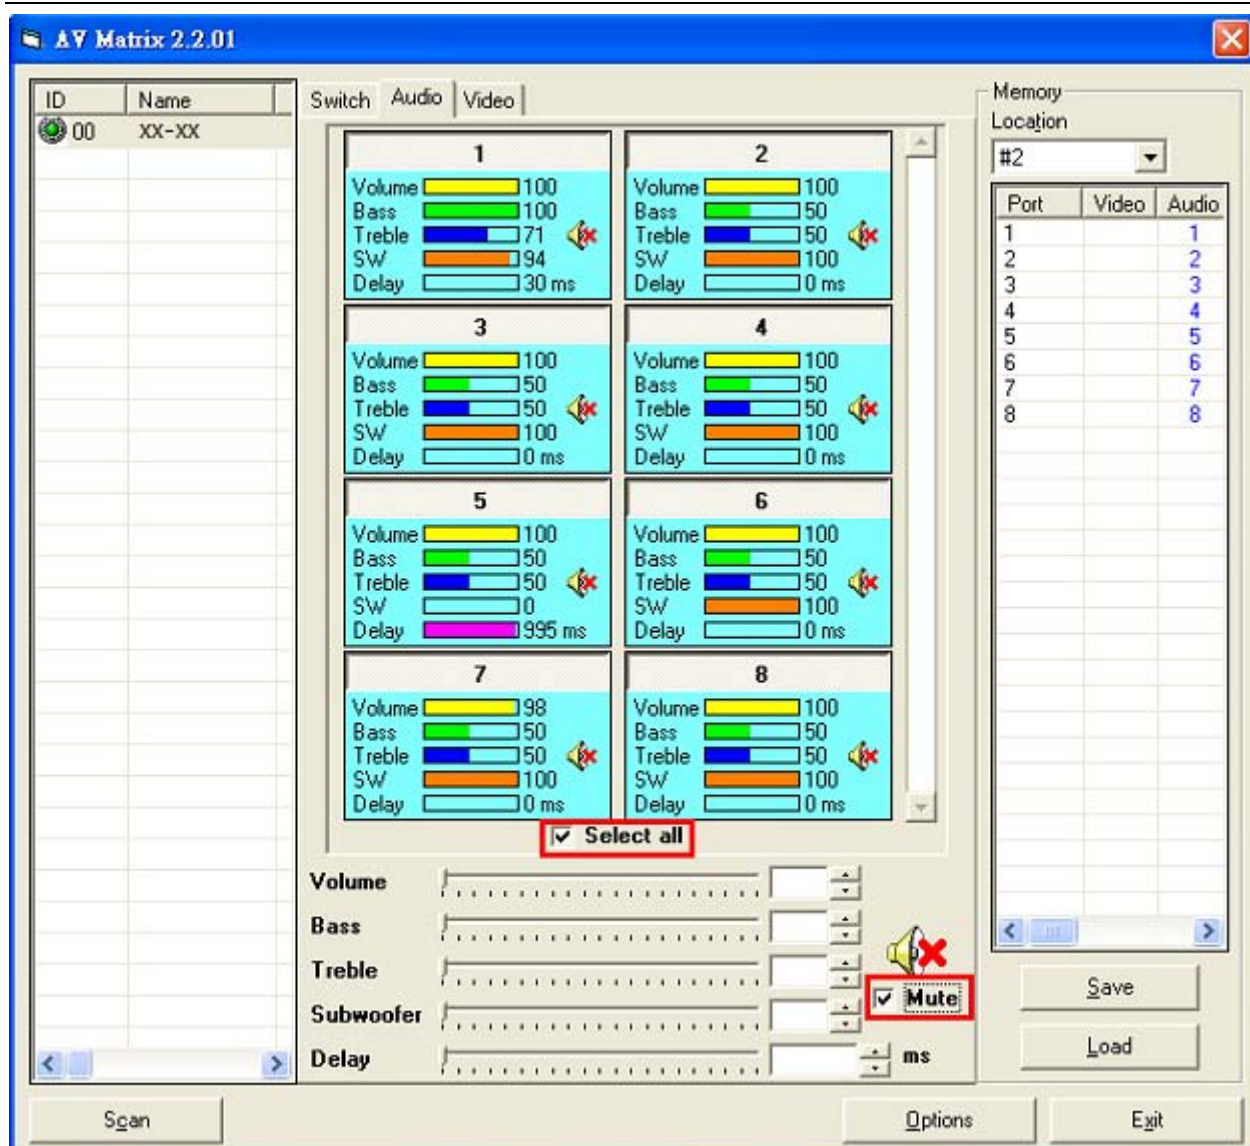 AV Matrix 2.2.01
ID Name
00 XX-XX
Switch Audio Video
1
Volume 100
Bass 100
Treble 71
SW 94
Delay 30 ms
2
Volume 100
Bass 50
Treble 50
SW 100
Delay 0 ms
3
Volume 100
Bass 50
Treble 50
SW 100
Delay 0 ms
4
Volume 100
Bass 50
Treble 50
SW 100
Delay 0 ms
5
Volume 100
Bass 50
Treble 50
SW 0
Delay 995 ms
6
Volume 100
Bass 50
Treble 50
SW 100
Delay 0 ms
7
Volume 98
Bass 50
Treble 50
SW 100
Delay 0 ms
8
Volume 100
Bass 50
Treble 50
SW 100
Delay 0 ms
Select all
Volume
Bass
Treble
Subwoofer
Delay ms
Mute
Memory
Location
#2
Port Video Audio
1 1
2 2
3 3
4 4
5 5
6 6
7 7
8 8
Save
Load
Scan
Options
Exit